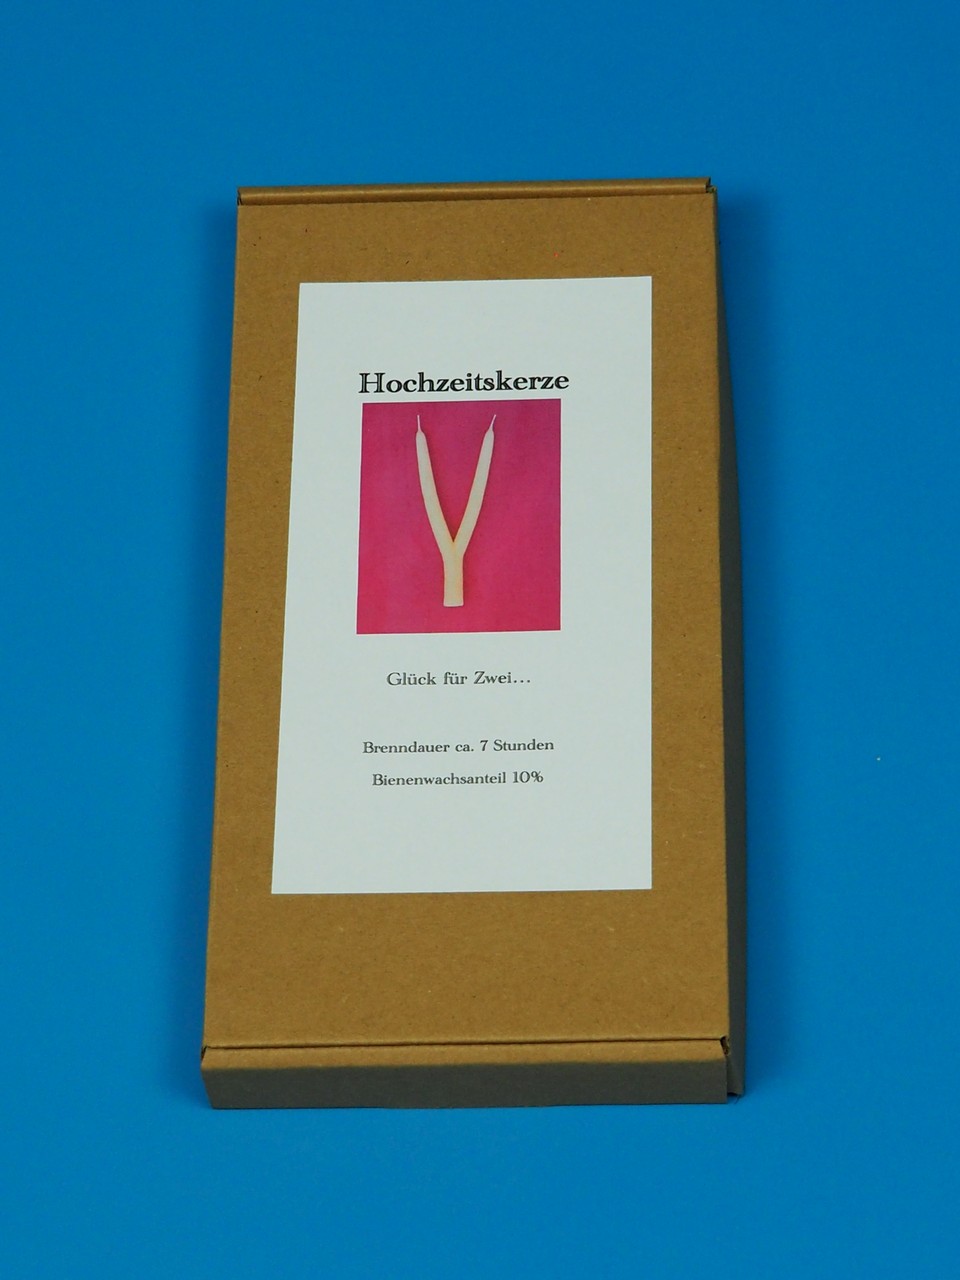 Hochzeitskerze
Glück für Zwei...
Brenndauer ca. 7 Stunden
Bienenwachsanteil 10%